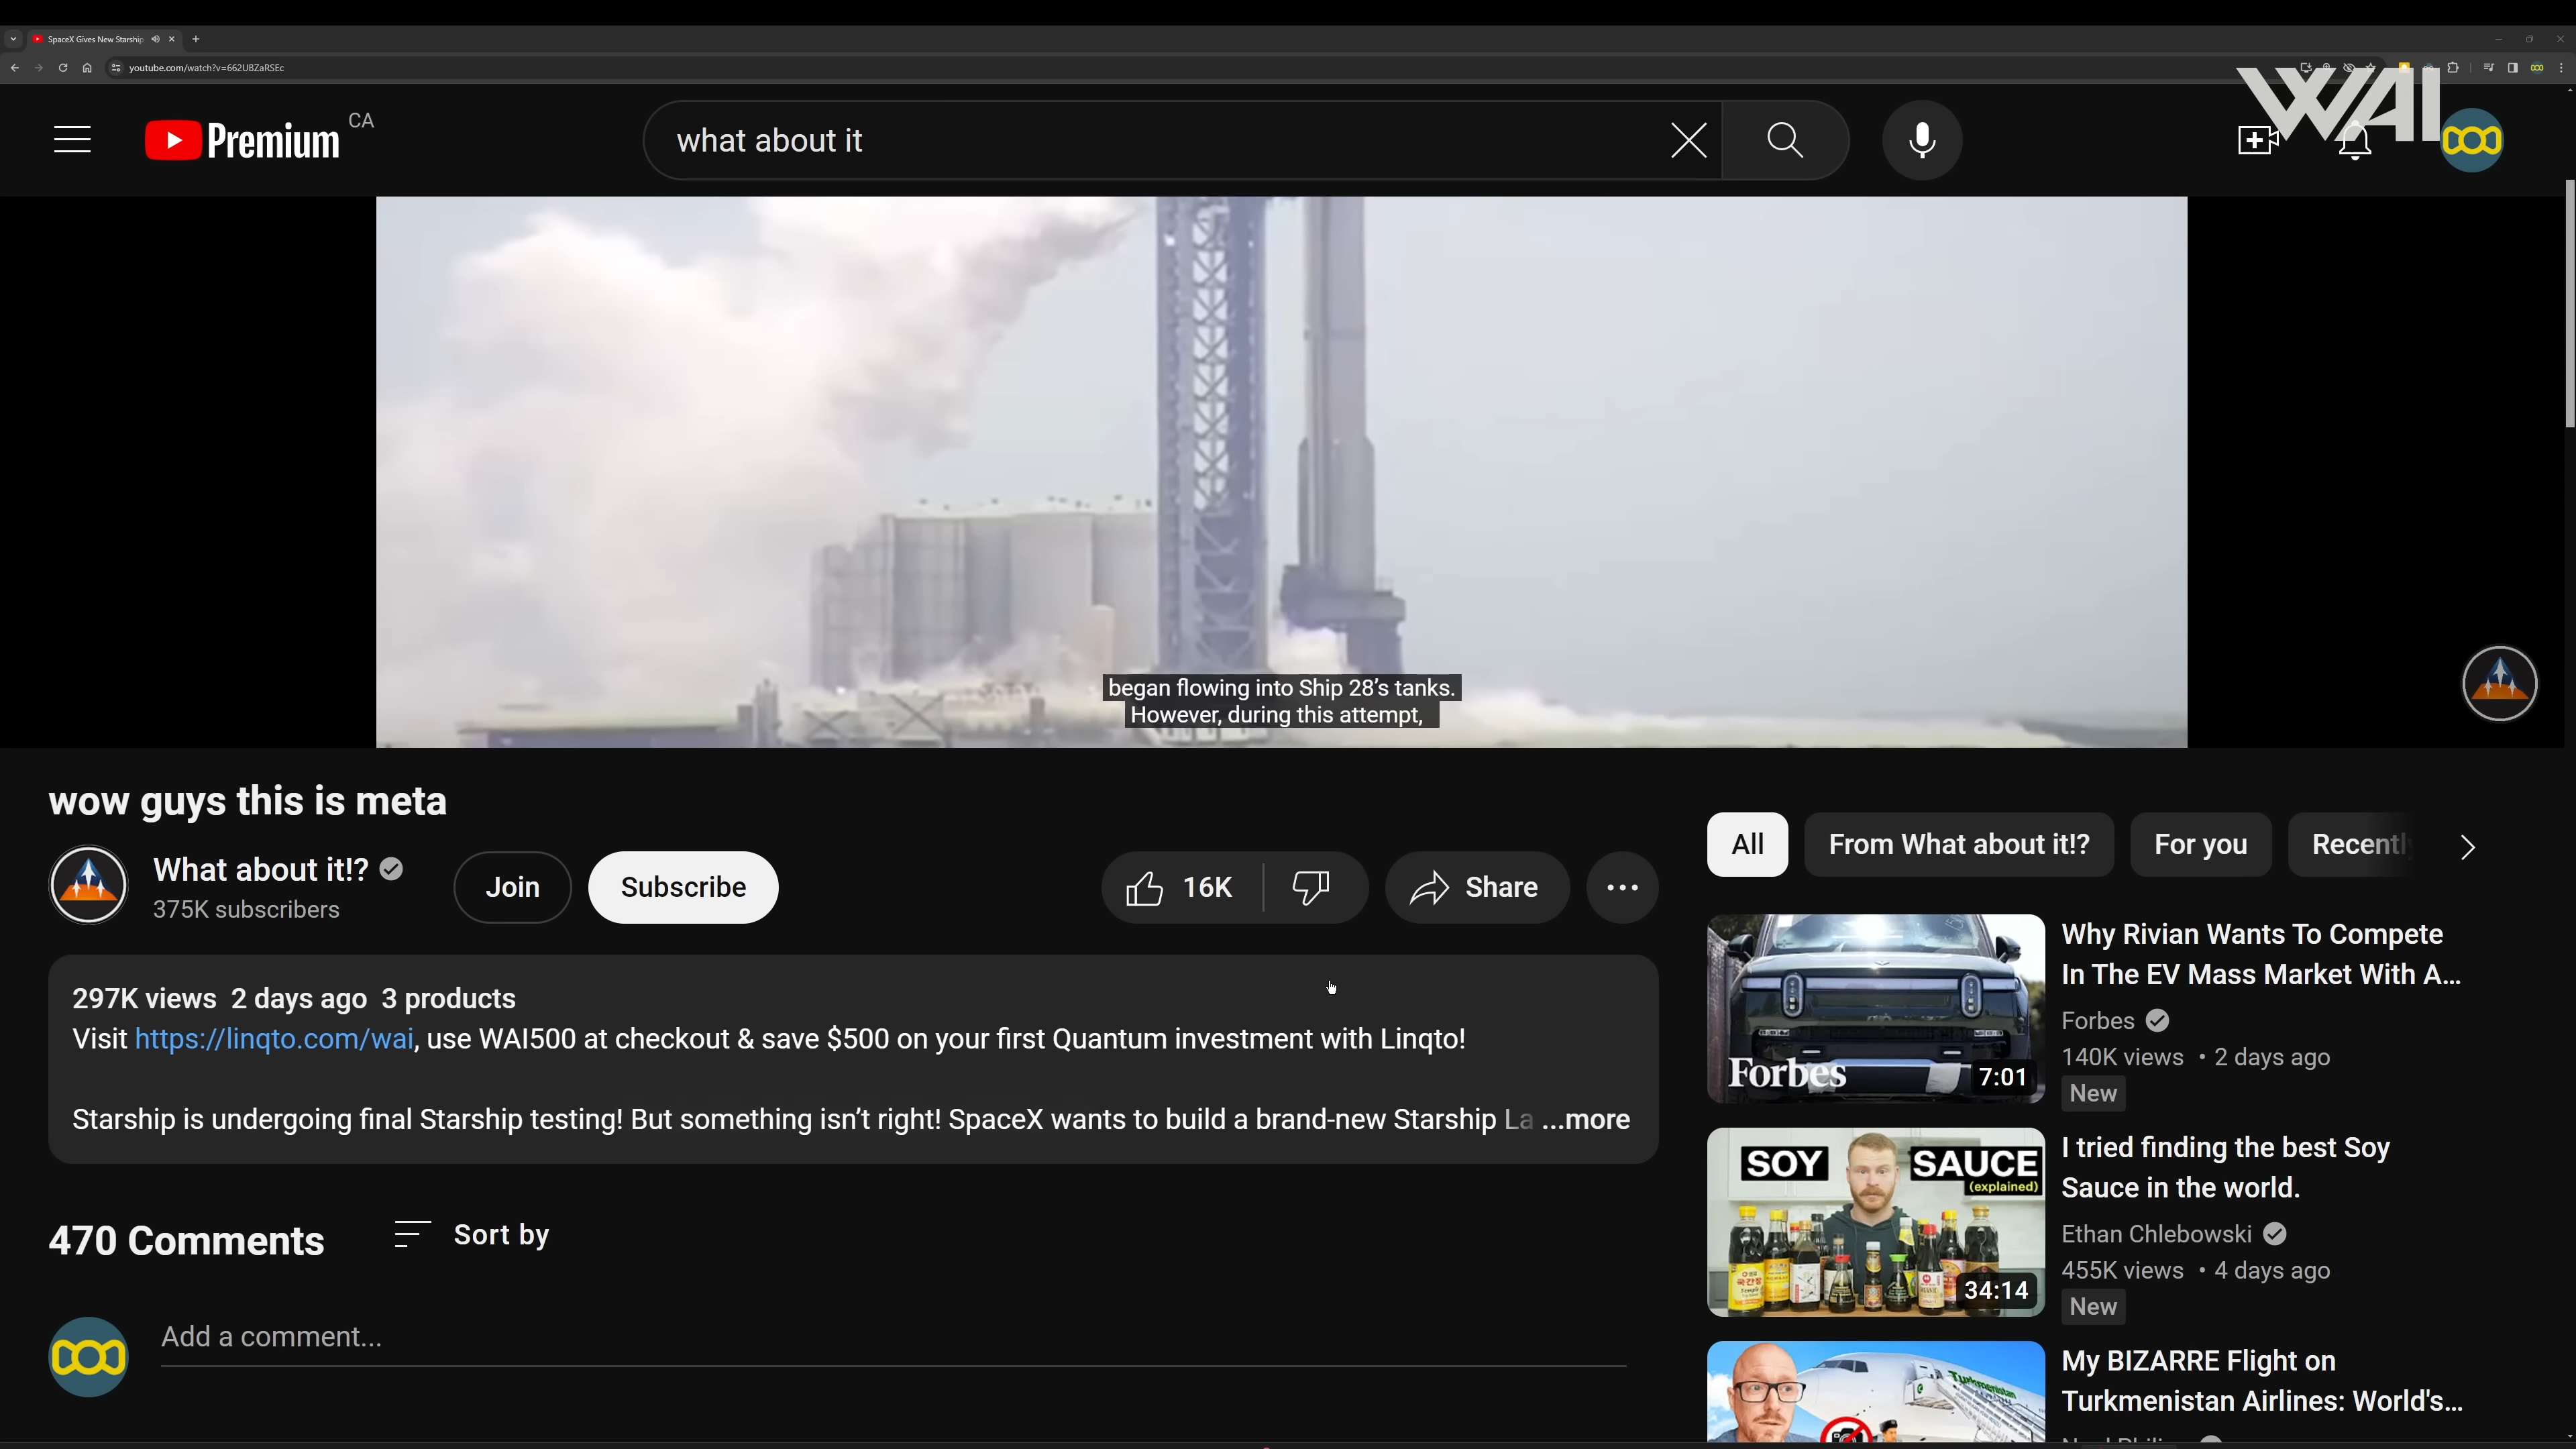 SpaceX Gives New Starship
youtube.com/watch?v=662UBZaRSEc
WAI
Premium
CA
what about it
began flowing into Ship 28’s tanks.
However, during this attempt,
wow guys this is meta
What about it!?
375K subscribers
Join
Subscribe
16K
Share
297K views 2 days ago 3 products
Visit https://linqto.com/wai, use WAI500 at checkout & save $500 on your first Quantum investment with Linqto!
Starship is undergoing final Starship testing! But something isn’t right! SpaceX wants to build a brand-new Starship La ...more
470 Comments
Sort by
Add a comment...
All
From What about it!?
For you
Recently
Forbes
7:01
Why Rivian Wants To Compete
In The EV Mass Market With A...
Forbes
140K views • 2 days ago
New
SOY SAUCE
(explained)
34:14
I tried finding the best Soy
Sauce in the world.
Ethan Chlebowski
455K views • 4 days ago
New
Turkmenistan
My BIZARRE Flight on
Turkmenistan Airlines: World's...